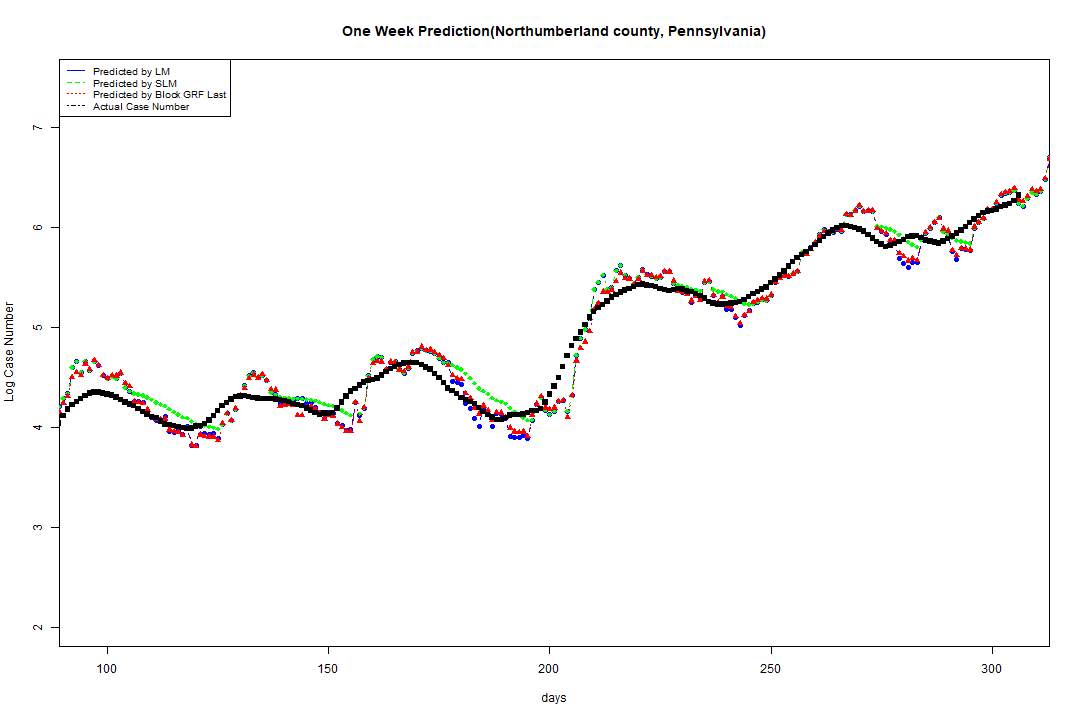 One Week Prediction(Northumberland county, Pennsylvania)
Predicted by LM
Predicted by SLM
Predicted by Block GRF Last
Actual Case Number
Log Case Number
7
6
5
4
3
2
100 150 200 250 300
days